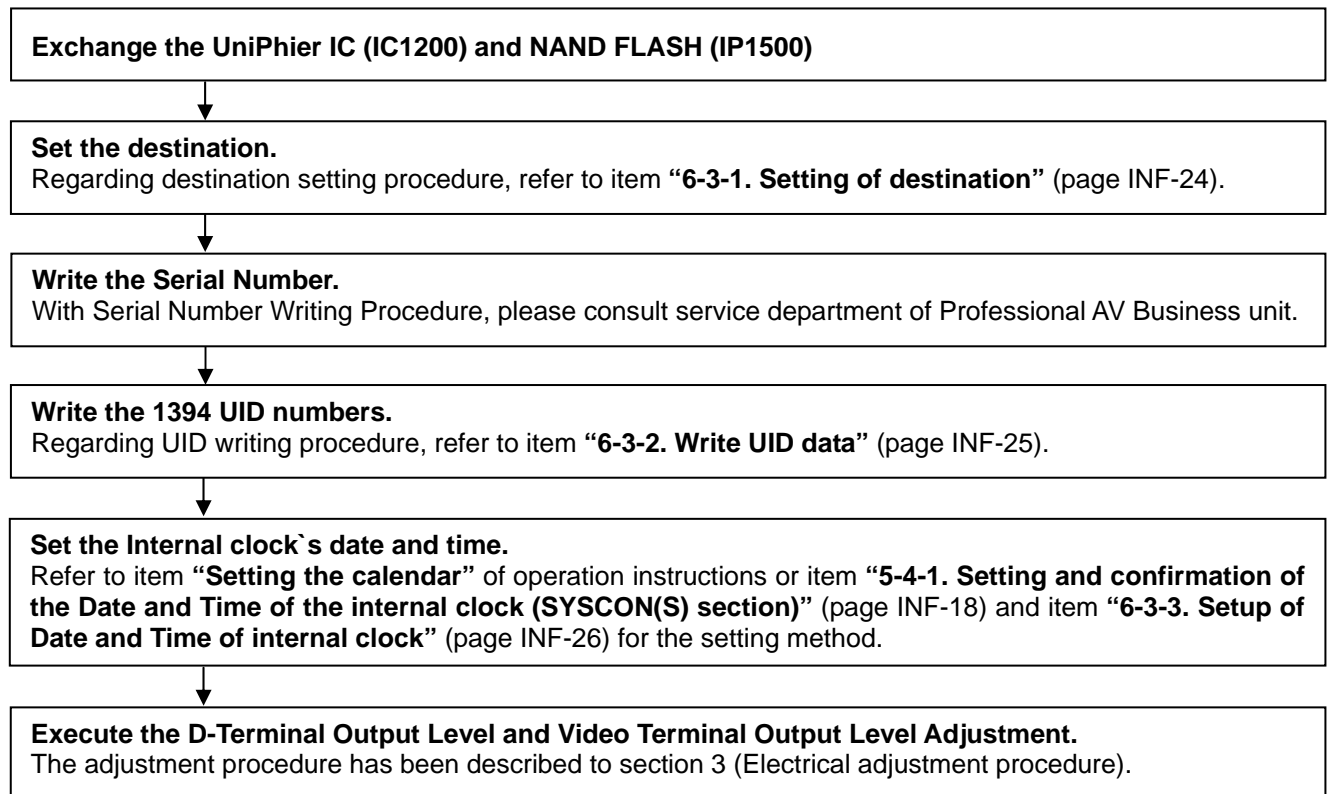 Exchange the UniPhier IC (IC1200) and NAND FLASH (IP1500)
Set the destination.
Regarding destination setting procedure, refer to item “6-3-1. Setting of destination” (page INF-24).
Write the Serial Number.
With Serial Number Writing Procedure, please consult service department of Professional AV Business unit.
Write the 1394 UID numbers.
Regarding UID writing procedure, refer to item “6-3-2. Write UID data” (page INF-25).
Set the Internal clock`s date and time.
Refer to item “Setting the calendar” of operation instructions or item “5-4-1. Setting and confirmation of
the Date and Time of the internal clock (SYSCON(S) section)” (page INF-18) and item “6-3-3. Setup of
Date and Time of internal clock” (page INF-26) for the setting method.
Execute the D-Terminal Output Level and Video Terminal Output Level Adjustment.
The adjustment procedure has been described to section 3 (Electrical adjustment procedure).